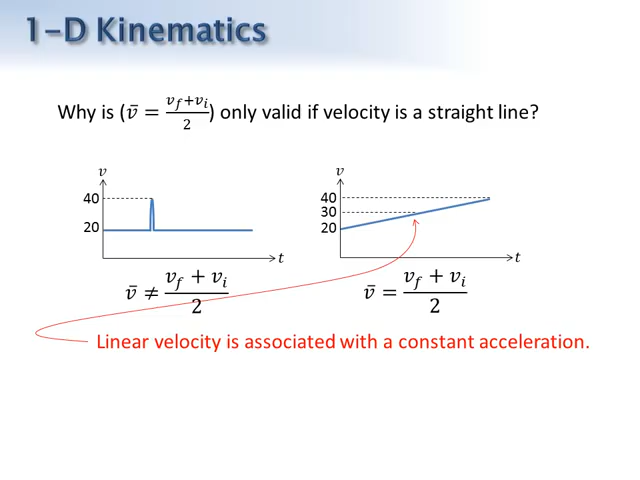 1-D Kinematics
Why is (v̄ = (v_f+v_i)/2) only valid if velocity is a straight line?
v
40
20
t
v̄ ≠ (v_f + v_i)/2
v
40
30
20
t
v̄ = (v_f + v_i)/2
Linear velocity is associated with a constant acceleration.